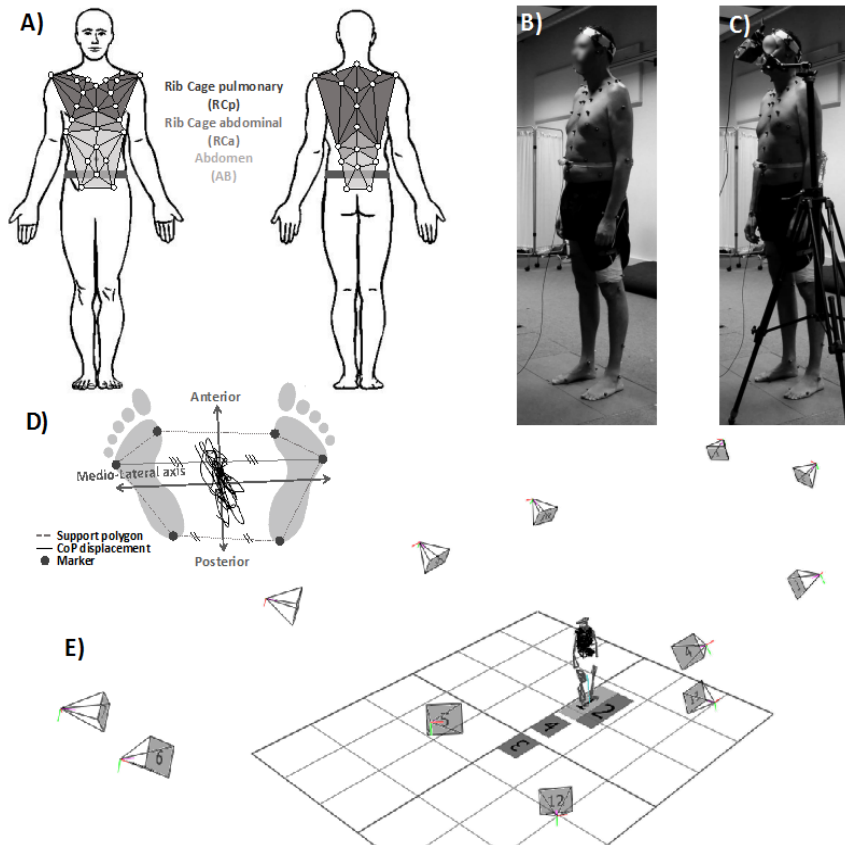 A)
Rib Cage pulmonary
(RCp)
Rib Cage abdominal
(RCa)
Abdomen
(AB)
B)
C)
D)
Anterior
Medio-Lateral axis
Posterior
Support polygon
CoP displacement
Marker
E)
4
5
2
4
3
6
12